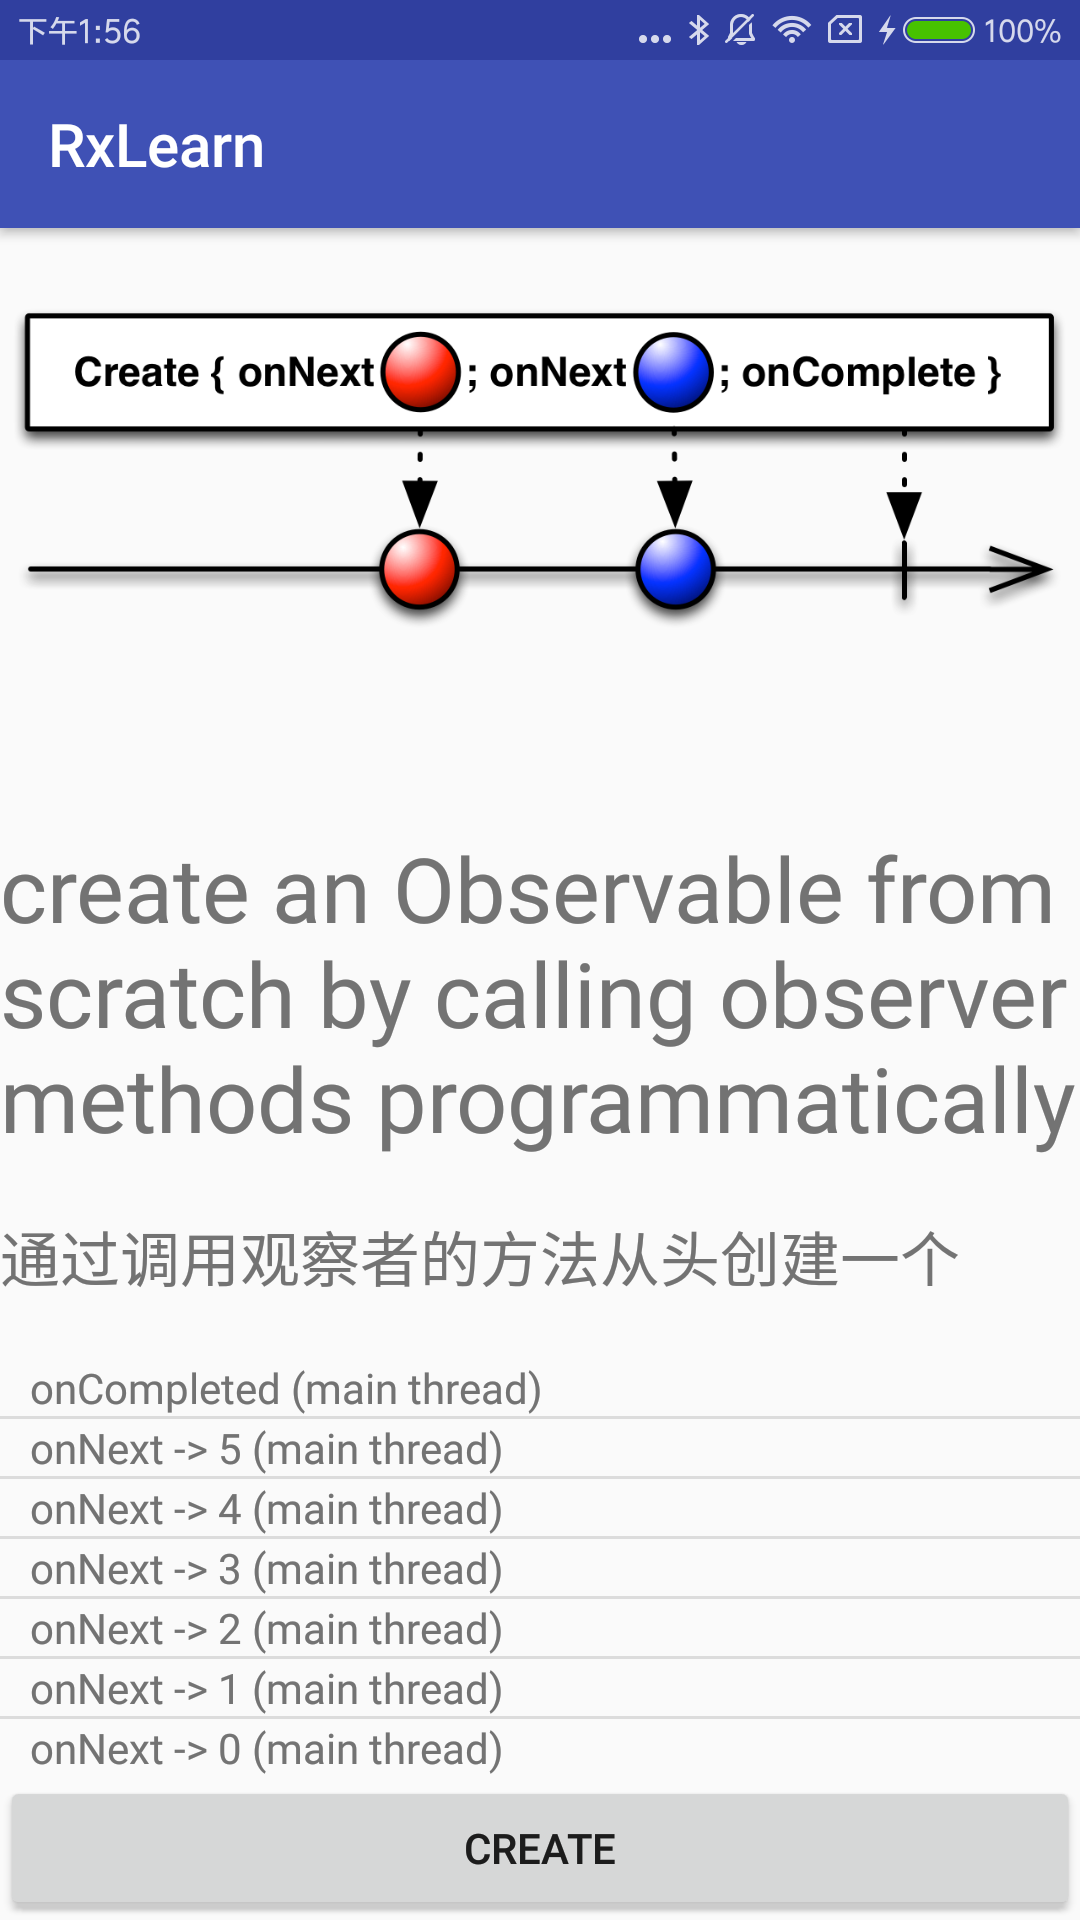 下午1:56 100%
RxLearn
Create { onNext ; onNext ; onComplete }
create an Observable from
scratch by calling observer
methods programmatically
通过调用观察者的方法从头创建一个
onCompleted (main thread)
onNext -> 5 (main thread)
onNext -> 4 (main thread)
onNext -> 3 (main thread)
onNext -> 2 (main thread)
onNext -> 1 (main thread)
onNext -> 0 (main thread)
CREATE